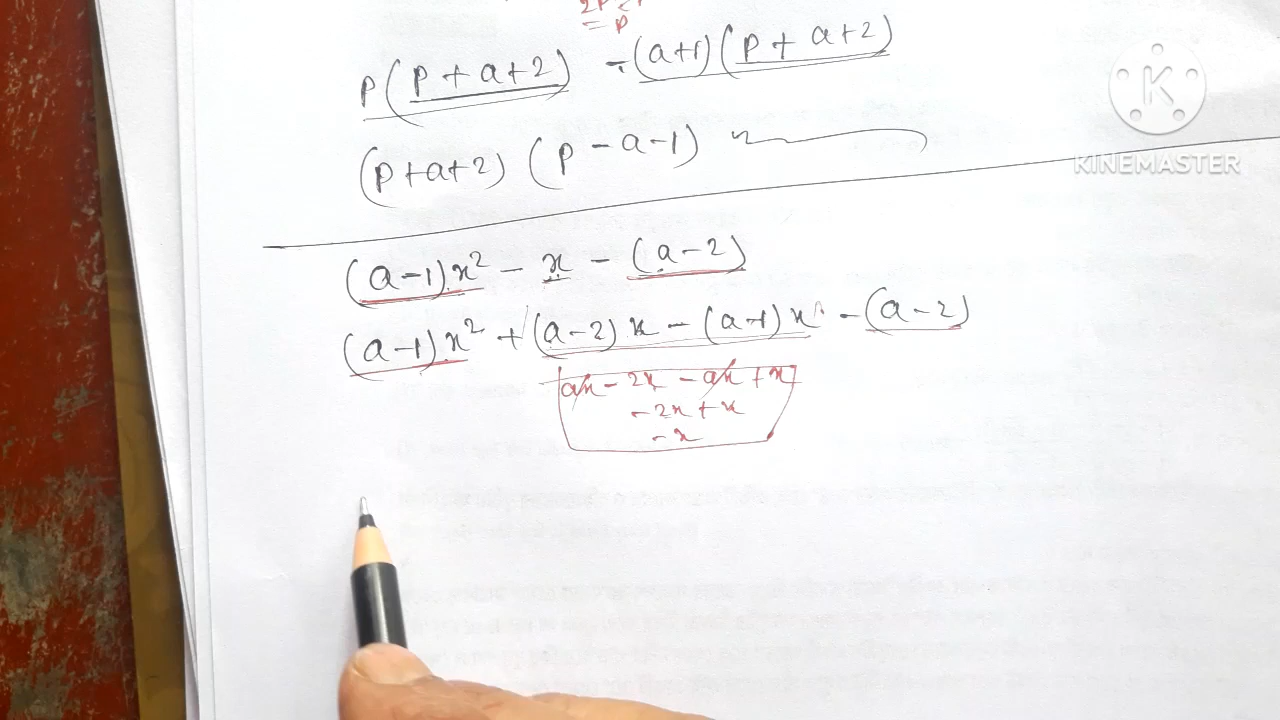 = P
P (P + a + 2) - (a+1) (P + a + 2)
(P + a + 2) (P - a - 1)
KINEMASTER
(a-1)x² - x - (a-2)
(a-1)x² + (a-2)x - (a-1)x - (a-2)
ax - 2x - ax + x
-2x + x
-x